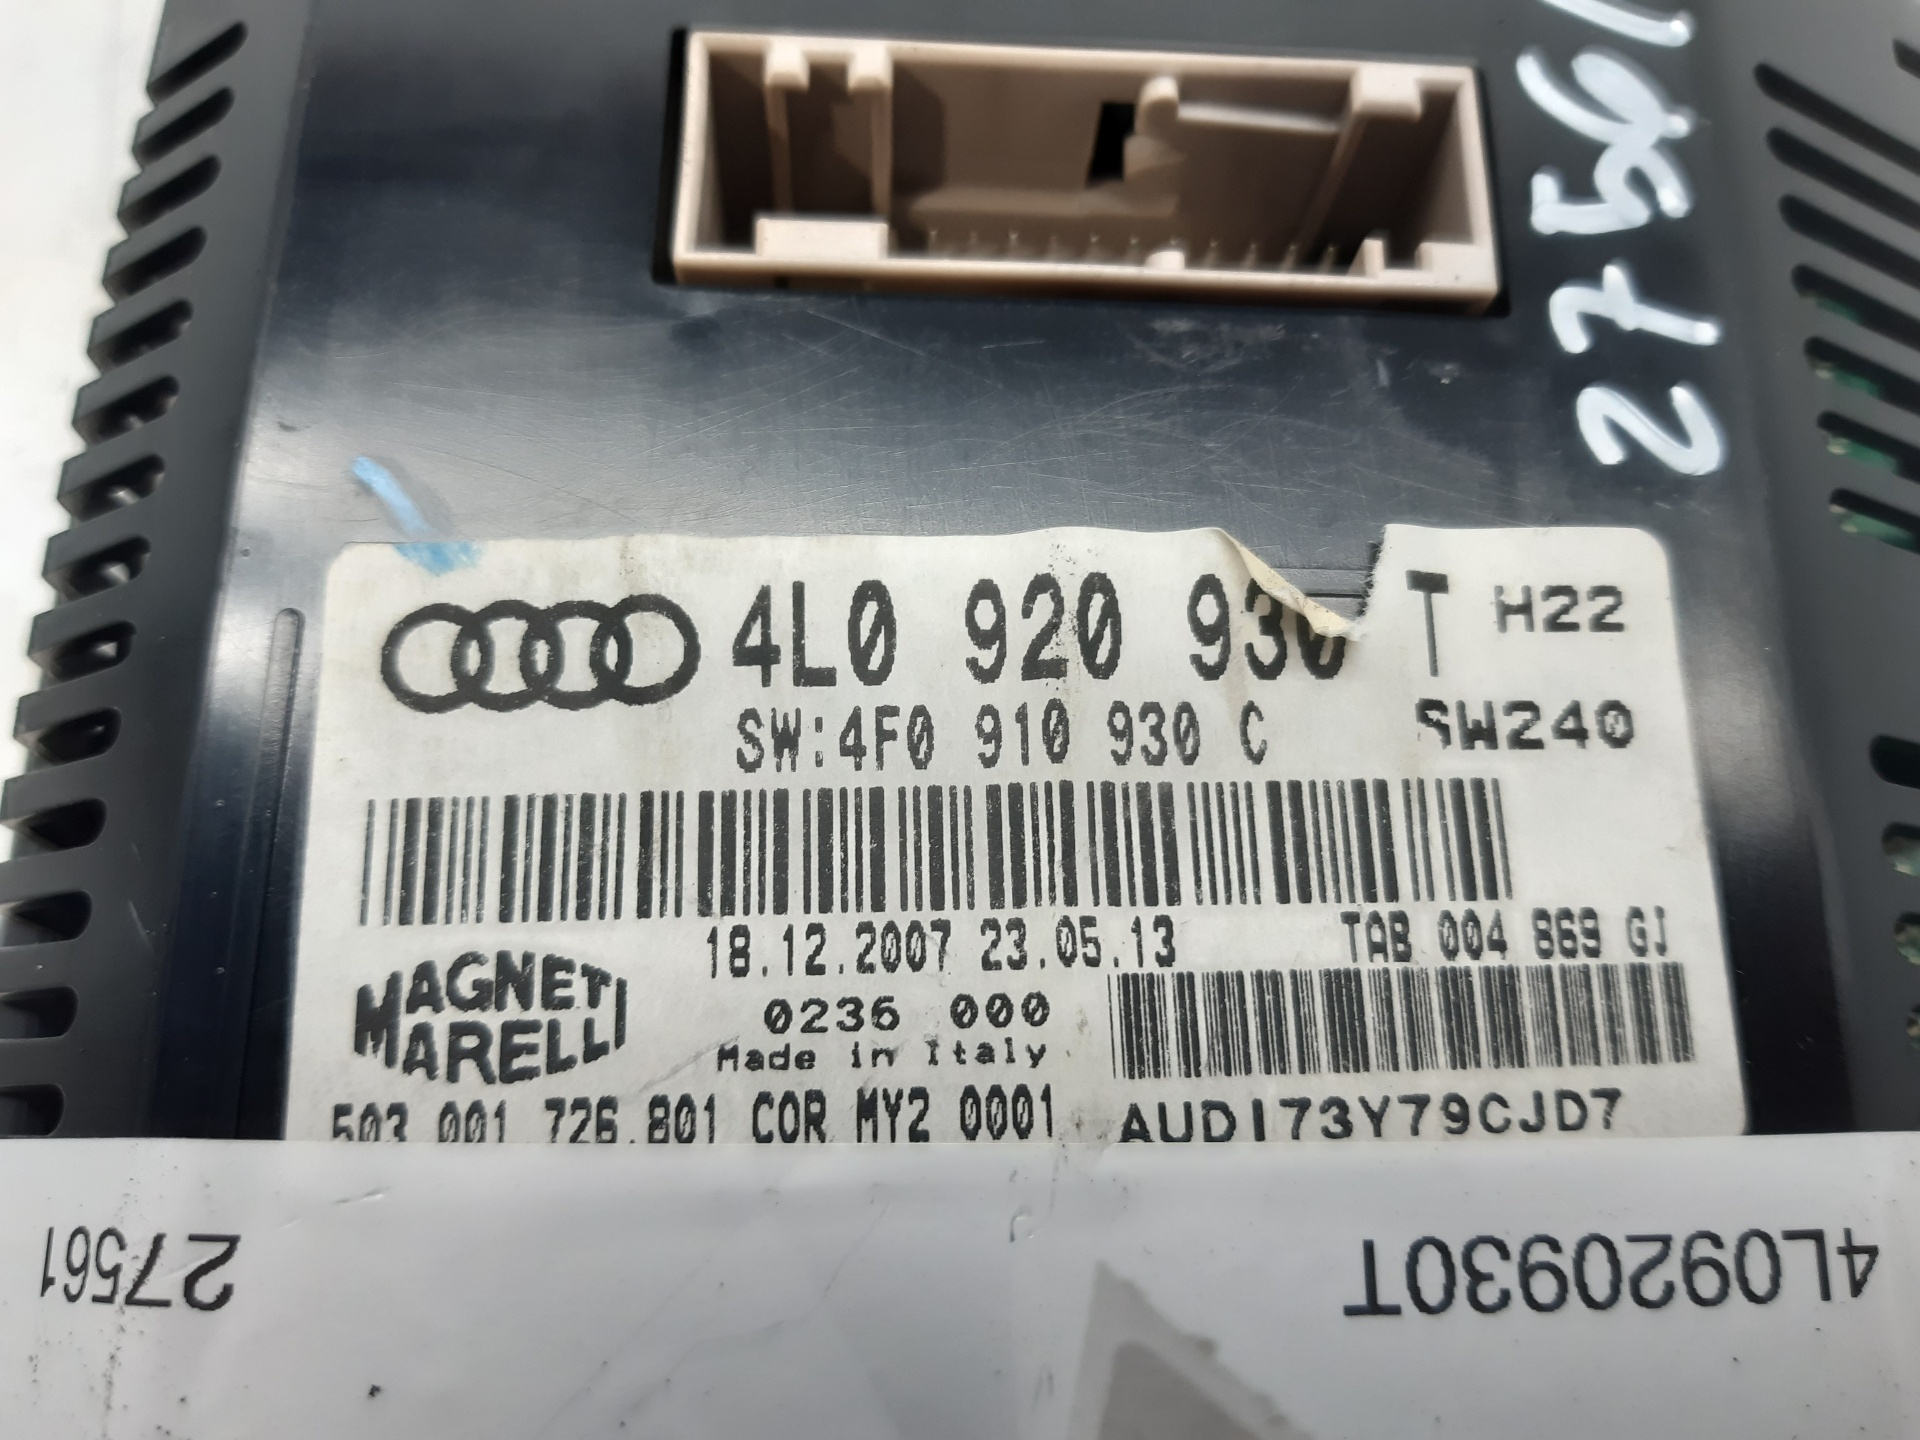 27561
4L0 920 930 T H22
SW:4F0 910 930 C SW240
18.12.2007 23.05.13 TAB 004 869 GJ
MAGNETI
MARELLI
0236 000
Made in Italy
503 001 726.801 COR MY2 0001 AUDI73Y79CJD7
27561
4L0920930T